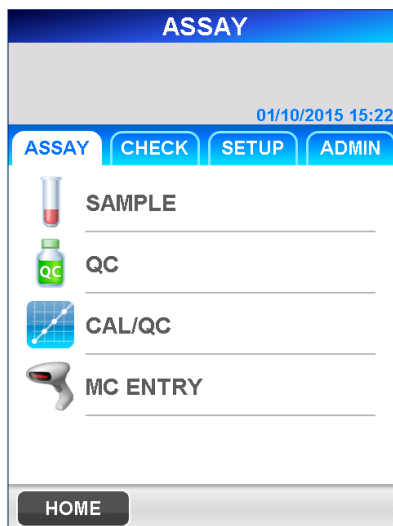 ASSAY
01/10/2015 15:22
ASSAY CHECK SETUP ADMIN
SAMPLE
QC QC
CAL/QC
MC ENTRY
HOME